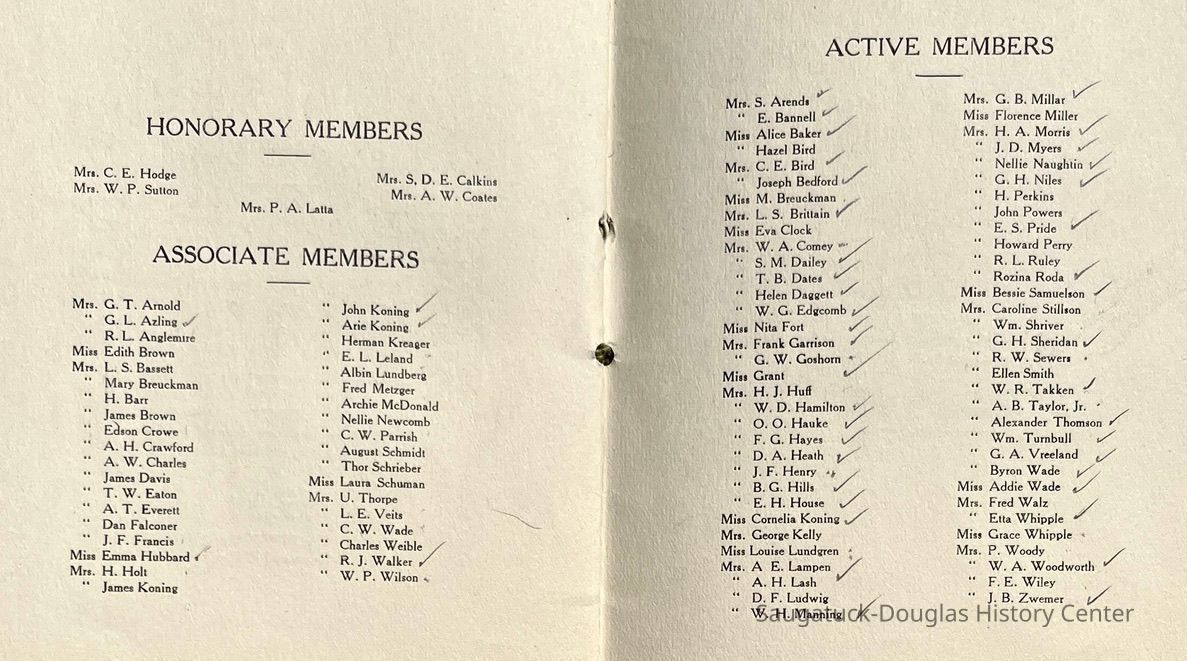 HONORARY MEMBERS
Mrs. C. E. Hodge
Mrs. W. P. Sutton
Mrs. S, D. E. Calkins
Mrs. A. W. Coates
Mrs. P. A. Latta
ASSOCIATE MEMBERS
Mrs. G. T. Arnold
" G. L. Azling
" R. L. Anglemire
Miss Edith Brown
Mrs. L. S. Bassett
" Mary Breuckman
" H. Barr
" James Brown
" Edson Crowe
" A. H. Crawford
" A. W. Charles
" James Davis
" T. W. Eaton
" A. T. Everett
" Dan Falconer
" J. F. Francis
Miss Emma Hubbard
Mrs. H. Holt
" James Koning
" John Koning
" Arie Koning
" Herman Kreager
" E. L. Leland
" Albin Lundberg
" Fred Metzger
" Archie McDonald
" Nellie Newcomb
" C. W. Parrish
" August Schmidt
" Thor Schrieber
Miss Laura Schuman
Mrs. U. Thorpe
" L. E. Veits
" C. W. Wade
" Charles Weible
" R. J. Walker
" W. P. Wilson
ACTIVE MEMBERS
Mrs. S. Arends
" E. Bannell
Miss Alice Baker
" Hazel Bird
Mrs. C. E. Bird
" Joseph Bedford
Miss M. Breuckman
Mrs. L. S. Brittain
Miss Eva Clock
Mrs. W. A. Comey
" S. M. Dailey
" T. B. Dates
" Helen Daggett
" W. G. Edgcomb
Miss Nita Fort
Mrs. Frank Garrison
" G. W. Goshorn
Miss Grant
Mrs. H. J. Huff
" W. D. Hamilton
" O. O. Hauke
" F. G. Hayes
" D. A. Heath
" J. F. Henry
" B. G. Hills
" E. H. House
Miss Cornelia Koning
Mrs. George Kelly
Miss Louise Lundgren
Mrs. A E. Lampen
" A. H. Lash
" D. F. Ludwig
" W. H. Manning
Mrs. G. B. Millar
Miss Florence Miller
Mrs. H. A. Morris
" J. D. Myers
" Nellie Naughtin
" G. H. Niles
" H. Perkins
" John Powers
" E. S. Pride
" Howard Perry
" R. L. Ruley
" Rozina Roda
Miss Bessie Samuelson
Mrs. Caroline Stillson
" Wm. Shriver
" G. H. Sheridan
" R. W. Sewers
" Ellen Smith
" W. R. Takken
" A. B. Taylor, Jr.
" Alexander Thomson
" Wm. Turnbull
" G. A. Vreeland
" Byron Wade
Miss Addie Wade
Mrs. Fred Walz
" Etta Whipple
Miss Grace Whipple
Mrs. P. Woody
" W. A. Woodworth
" F. E. Wiley
" J. B. Zwemer
Saugatuck-Douglas History Center